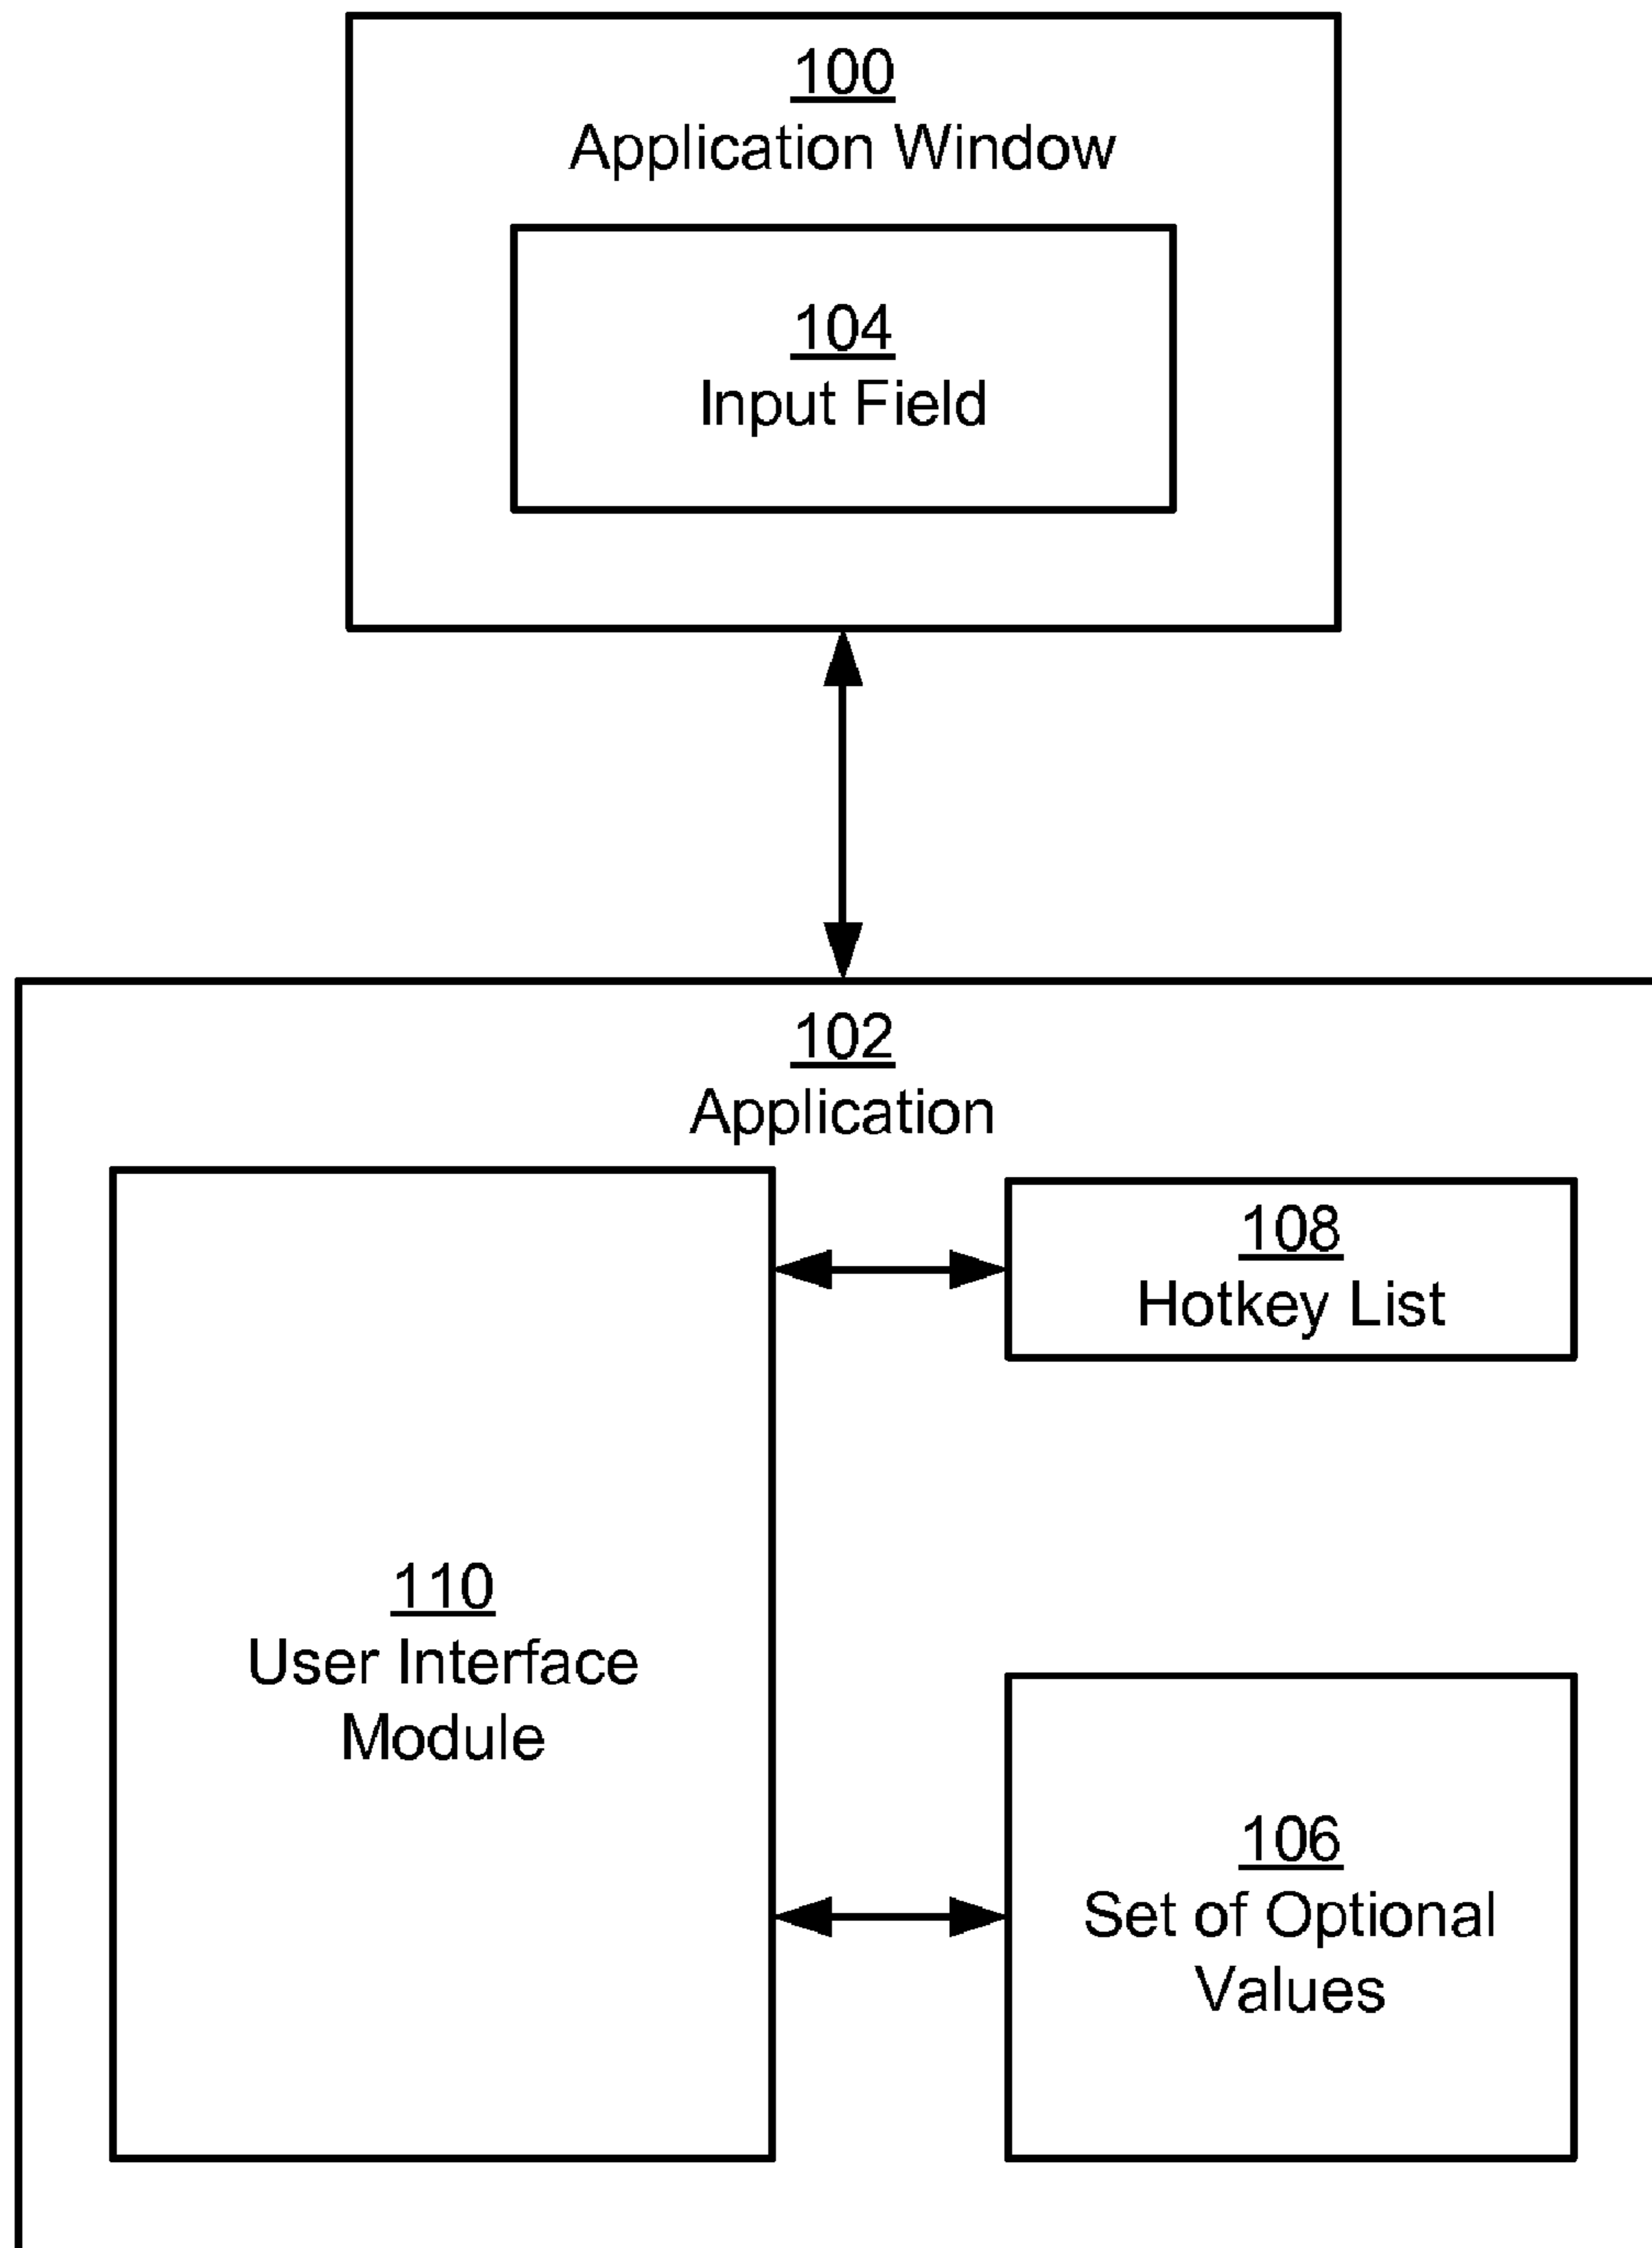 100
Application Window
104
Input Field
102
Application
108
Hotkey List
110
User Interface
Module
106
Set of Optional
Values